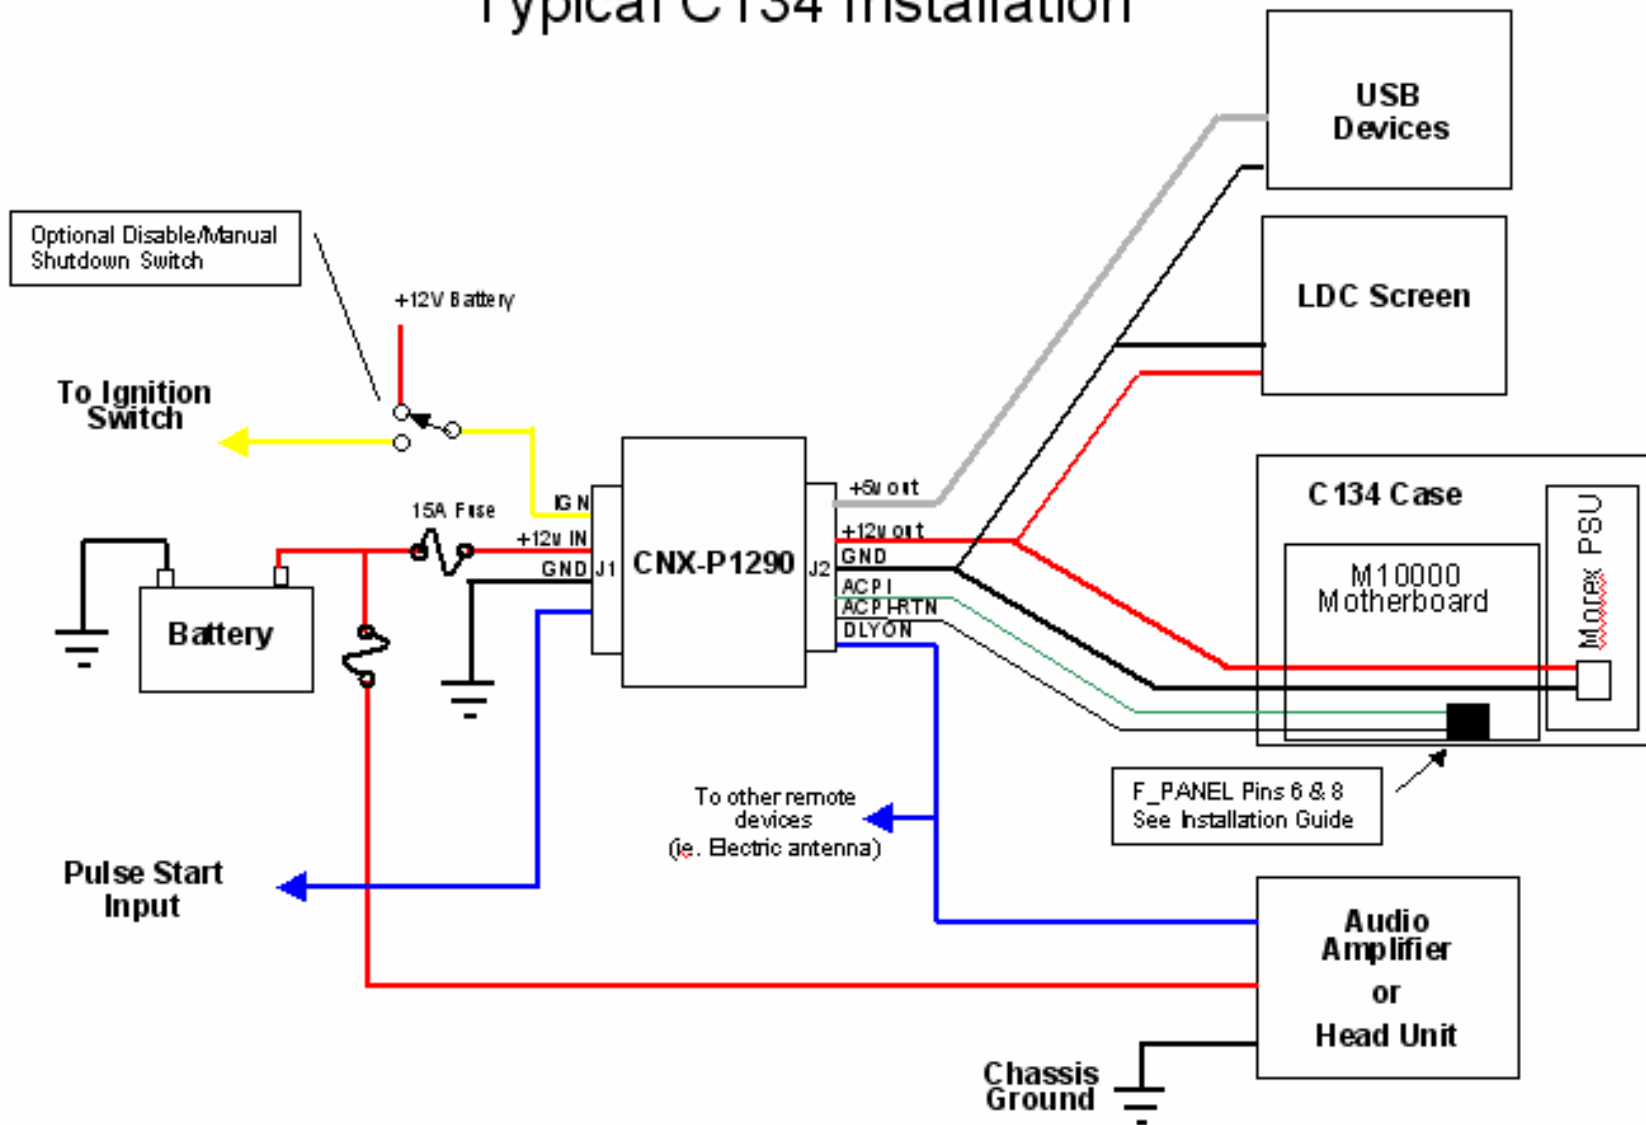 Typical C134 Installation
USB
Devices
Optional Disable/Manual
Shutdown Switch
LDC Screen
+12V Battery
To Ignition
Switch
C134 Case
+5v out
IGN
15A Fuse
+12v out
+12v IN
GND
GND
J1
CNX-P1290
J2
ACPI
ACPI-RTN
DLYON
M10000
Motherboard
Morex PSU
Battery
F_PANEL Pins 6 & 8
See Installation Guide
To other remote
devices
(ie. Electric antenna)
Pulse Start
Input
Audio
Amplifier
or
Head Unit
Chassis
Ground